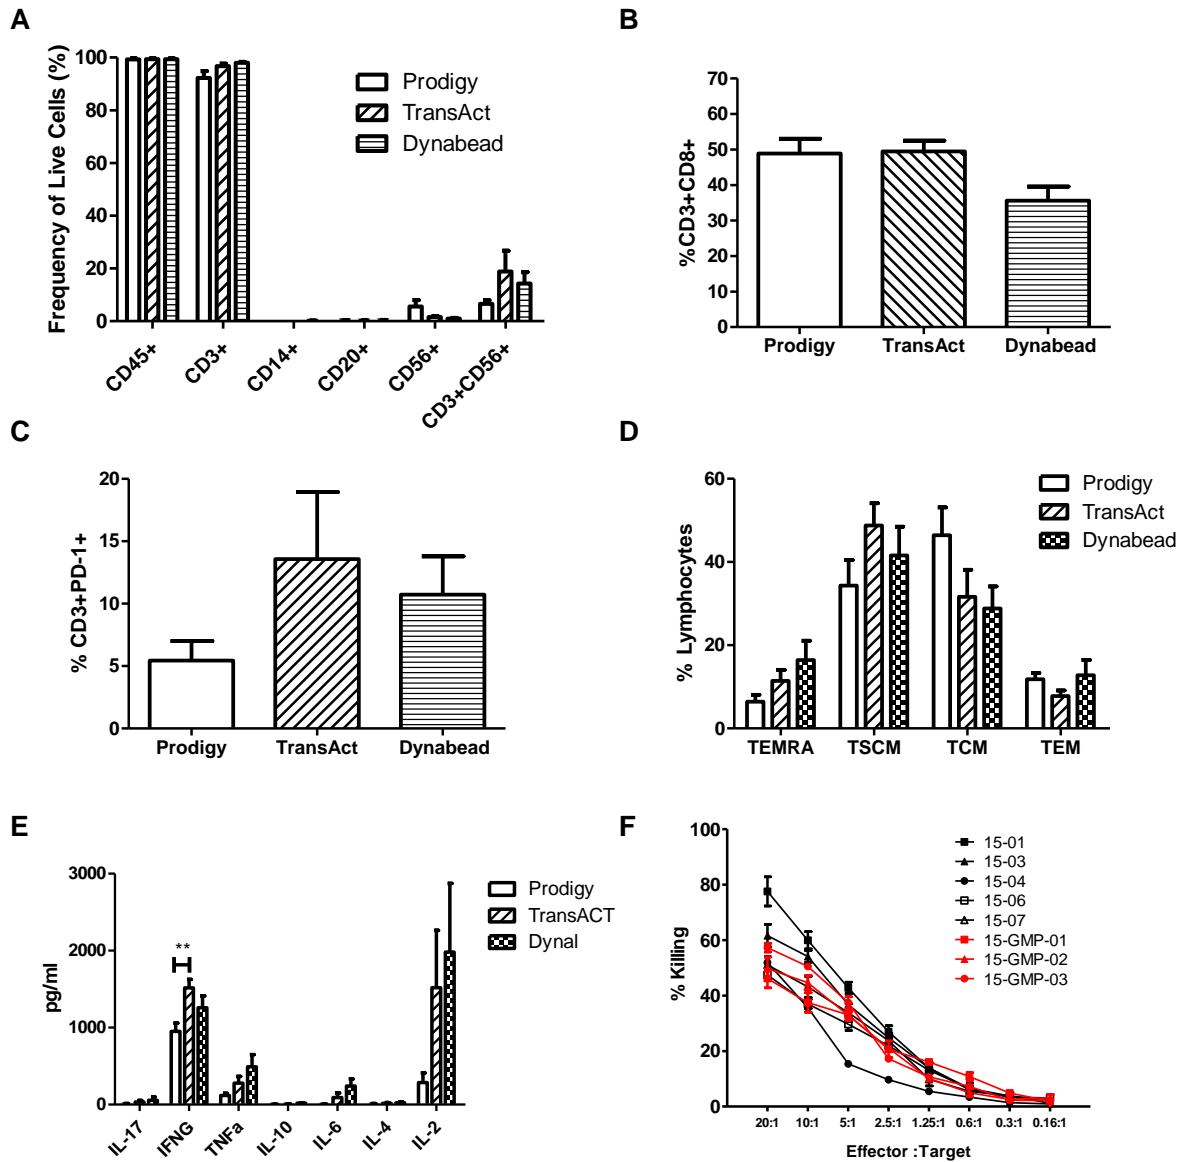 A
Frequency of Live Cells (%)
100
80
60
40
20
0
Prodigy
TransAct
Dynabead
CD45+
CD3+
CD14+
CD20+
CD56+
CD3+CD56+
B
%CD3+CD8+
70
60
50
40
30
20
10
0
Prodigy
TransAct
Dynabead
C
% CD3+PD-1+
20
15
10
5
0
Prodigy
TransAct
Dynabead
D
% Lymphocytes
60
40
20
0
Prodigy
TransAct
Dynabead
TEMRA
TSCM
TCM
TEM
E
pg/ml
3000
2000
1000
0
**
Prodigy
TransACT
Dynal
IL-17
IFNG
TNFa
IL-10
IL-6
IL-4
IL-2
F
% Killing
100
80
60
40
20
0
15-01
15-03
15-04
15-06
15-07
15-GMP-01
15-GMP-02
15-GMP-03
20:1
10:1
5:1
2.5:1
1.25:1
0.6:1
0.3:1
0.16:1
Effector :Target